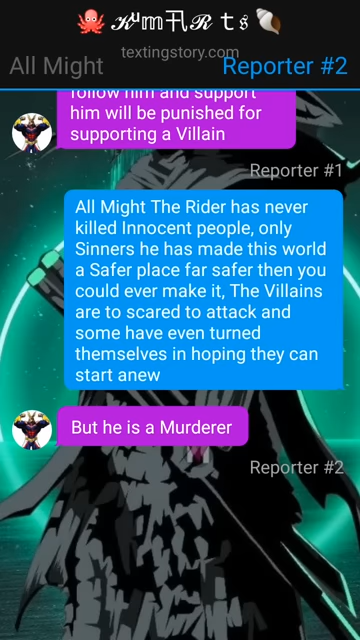 🐙 𝒦ᵘ𝕞卂ℛ 𝕥 𝔰 🐚
textingstory.com
All Might
Reporter #2
follow him and support
him will be punished for
supporting a Villain
Reporter #1
All Might The Rider has never
killed Innocent people, only
Sinners he has made this world
a Safer place far safer then you
could ever make it, The Villains
are to scared to attack and
some have even turned
themselves in hoping they can
start anew
But he is a Murderer
Reporter #2